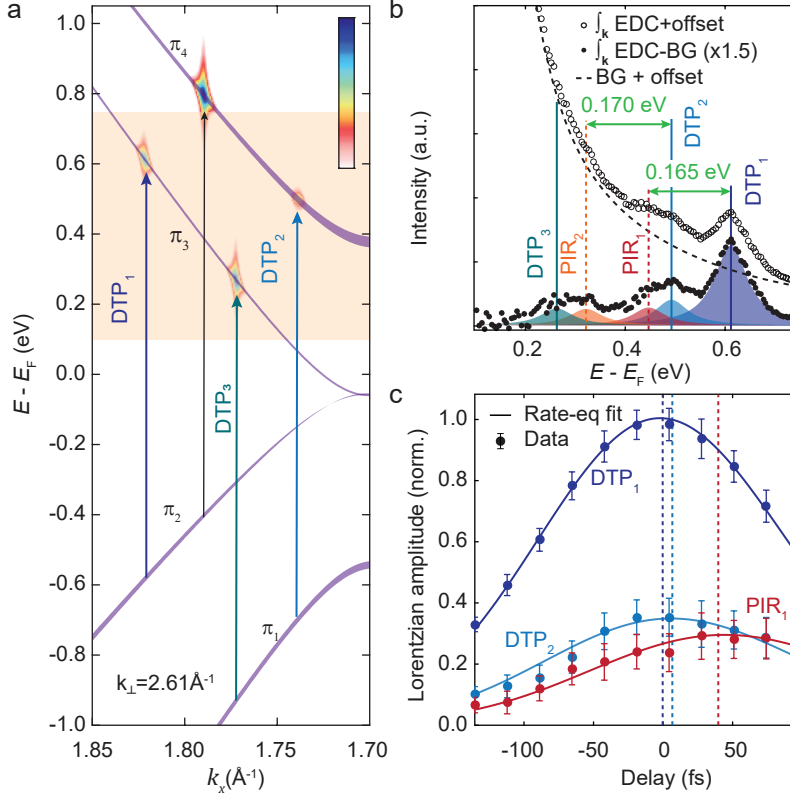 a
1.0
0.8
0.6
0.4
0.2
0.0
-0.2
-0.4
-0.6
-0.8
-1.0
E - E_F (eV)
π₄
π₃
π₂
π₁
DTP₁
DTP₂
DTP₃
k⊥=2.61Å⁻¹
1.85
1.80
1.75
1.70
kₓ(Å⁻¹)
b
∫ₖ EDC+offset
∫ₖ EDC-BG (x1.5)
BG + offset
0.170 eV
0.165 eV
DTP₃
PIR₂
PIR₁
DTP₂
DTP₁
Intensity (a.u.)
0.2
0.4
0.6
E - E_F (eV)
c
Rate-eq fit
Data
1.0
0.8
0.6
0.4
0.2
0.0
Lorentzian amplitude (norm.)
DTP₁
DTP₂
PIR₁
-100
-50
0
50
Delay (fs)